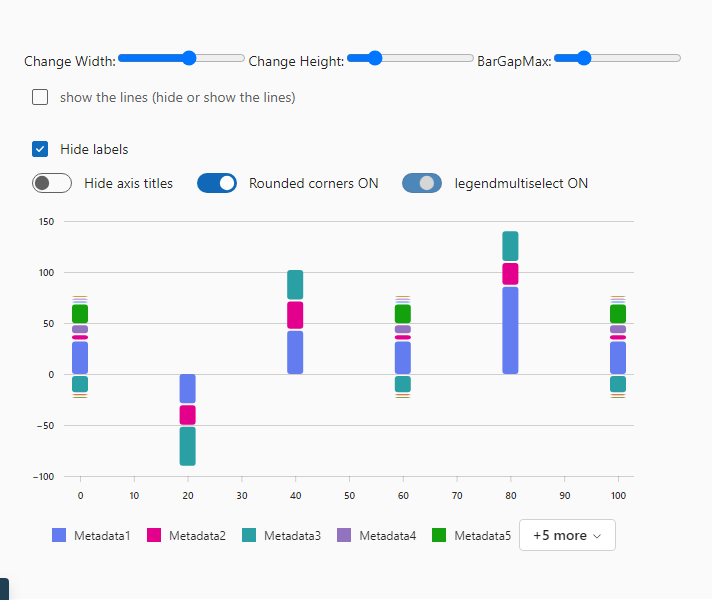 Change Width: Change Height: BarGapMax:
show the lines (hide or show the lines)
Hide labels
Hide axis titles Rounded corners ON legendmultiselect ON
150
100
50
0
−50
−100
0 10 20 30 40 50 60 70 80 90 100
Metadata1 Metadata2 Metadata3 Metadata4 Metadata5 +5 more